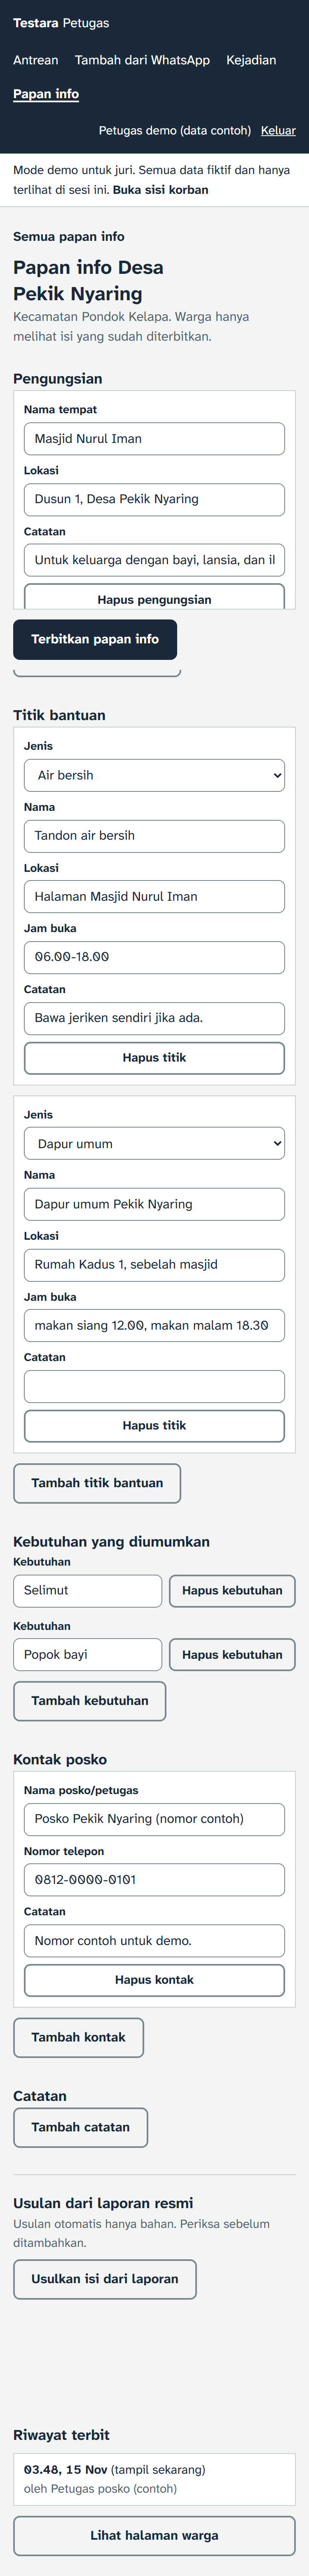 Testara Petugas
Antrean Tambah dari WhatsApp Kejadian
Papan info
Petugas demo (data contoh) Keluar
Mode demo untuk juri. Semua data fiktif dan hanya
terlihat di sesi ini. Buka sisi korban
Semua papan info
Papan info Desa
Pekik Nyaring
Kecamatan Pondok Kelapa. Warga hanya
melihat isi yang sudah diterbitkan.
Pengungsian
Nama tempat
Masjid Nurul Iman
Lokasi
Dusun 1, Desa Pekik Nyaring
Catatan
Untuk keluarga dengan bayi, lansia, dan il
Hapus pengungsian
Terbitkan papan info
Titik bantuan
Jenis
Air bersih
Nama
Tandon air bersih
Lokasi
Halaman Masjid Nurul Iman
Jam buka
06.00-18.00
Catatan
Bawa jeriken sendiri jika ada.
Hapus titik
Jenis
Dapur umum
Nama
Dapur umum Pekik Nyaring
Lokasi
Rumah Kadus 1, sebelah masjid
Jam buka
makan siang 12.00, makan malam 18.30
Catatan
Hapus titik
Tambah titik bantuan
Kebutuhan yang diumumkan
Kebutuhan
Selimut Hapus kebutuhan
Kebutuhan
Popok bayi Hapus kebutuhan
Tambah kebutuhan
Kontak posko
Nama posko/petugas
Posko Pekik Nyaring (nomor contoh)
Nomor telepon
0812-0000-0101
Catatan
Nomor contoh untuk demo.
Hapus kontak
Tambah kontak
Catatan
Tambah catatan
Usulan dari laporan resmi
Usulan otomatis hanya bahan. Periksa sebelum
ditambahkan.
Usulkan isi dari laporan
Riwayat terbit
03.48, 15 Nov (tampil sekarang)
oleh Petugas posko (contoh)
Lihat halaman warga